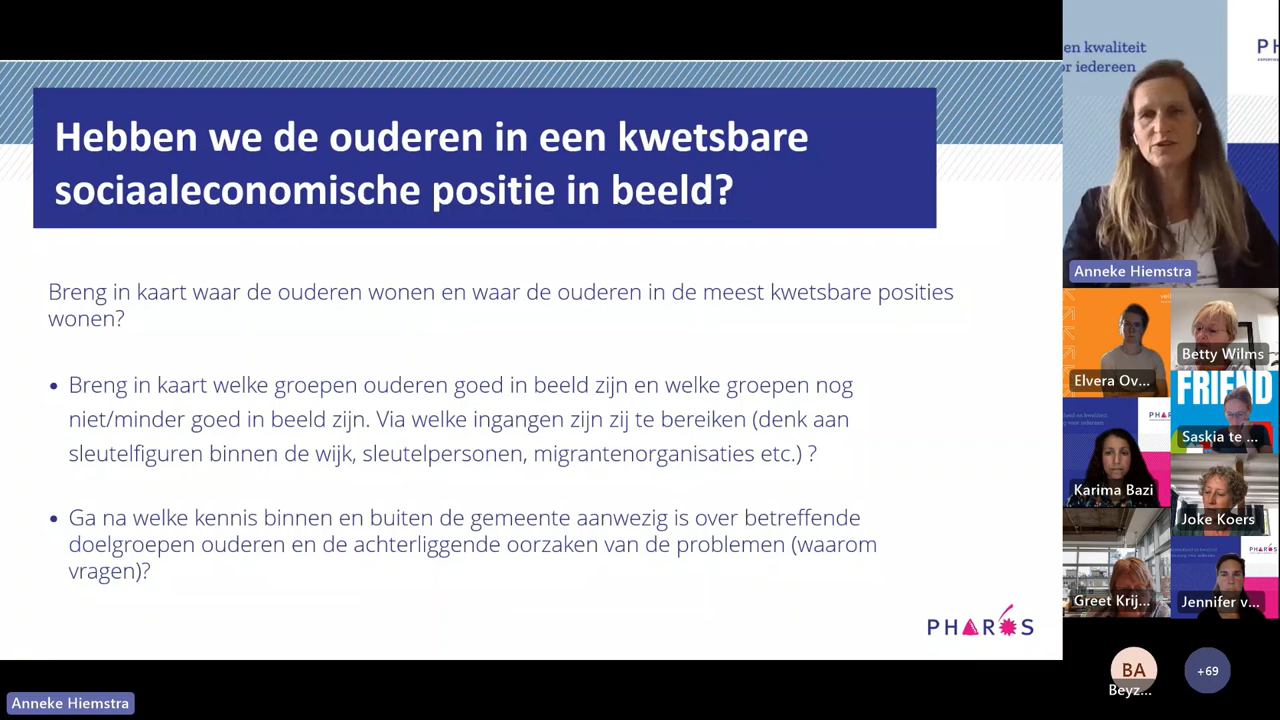 Hebben we de ouderen in een kwetsbare
sociaaleconomische positie in beeld?
Breng in kaart waar de ouderen wonen en waar de ouderen in de meest kwetsbare posities
wonen?
• Breng in kaart welke groepen ouderen goed in beeld zijn en welke groepen nog
niet/minder goed in beeld zijn. Via welke ingangen zijn zij te bereiken (denk aan
sleutelfiguren binnen de wijk, sleutelpersonen, migrantenorganisaties etc.) ?
• Ga na welke kennis binnen en buiten de gemeente aanwezig is over betreffende
doelgroepen ouderen en de achterliggende oorzaken van de problemen (waarom
vragen)?
PHAROS
Anneke Hiemstra
en kwaliteit
or iedereen
PH
Anneke Hiemstra
Elvera Ov...
Betty Wilms
FRIEND
Saskia te ...
Karima Bazi
Joke Koers
Greet Krij...
PHAROS
Jennifer v...
BA
Beyz...
+69